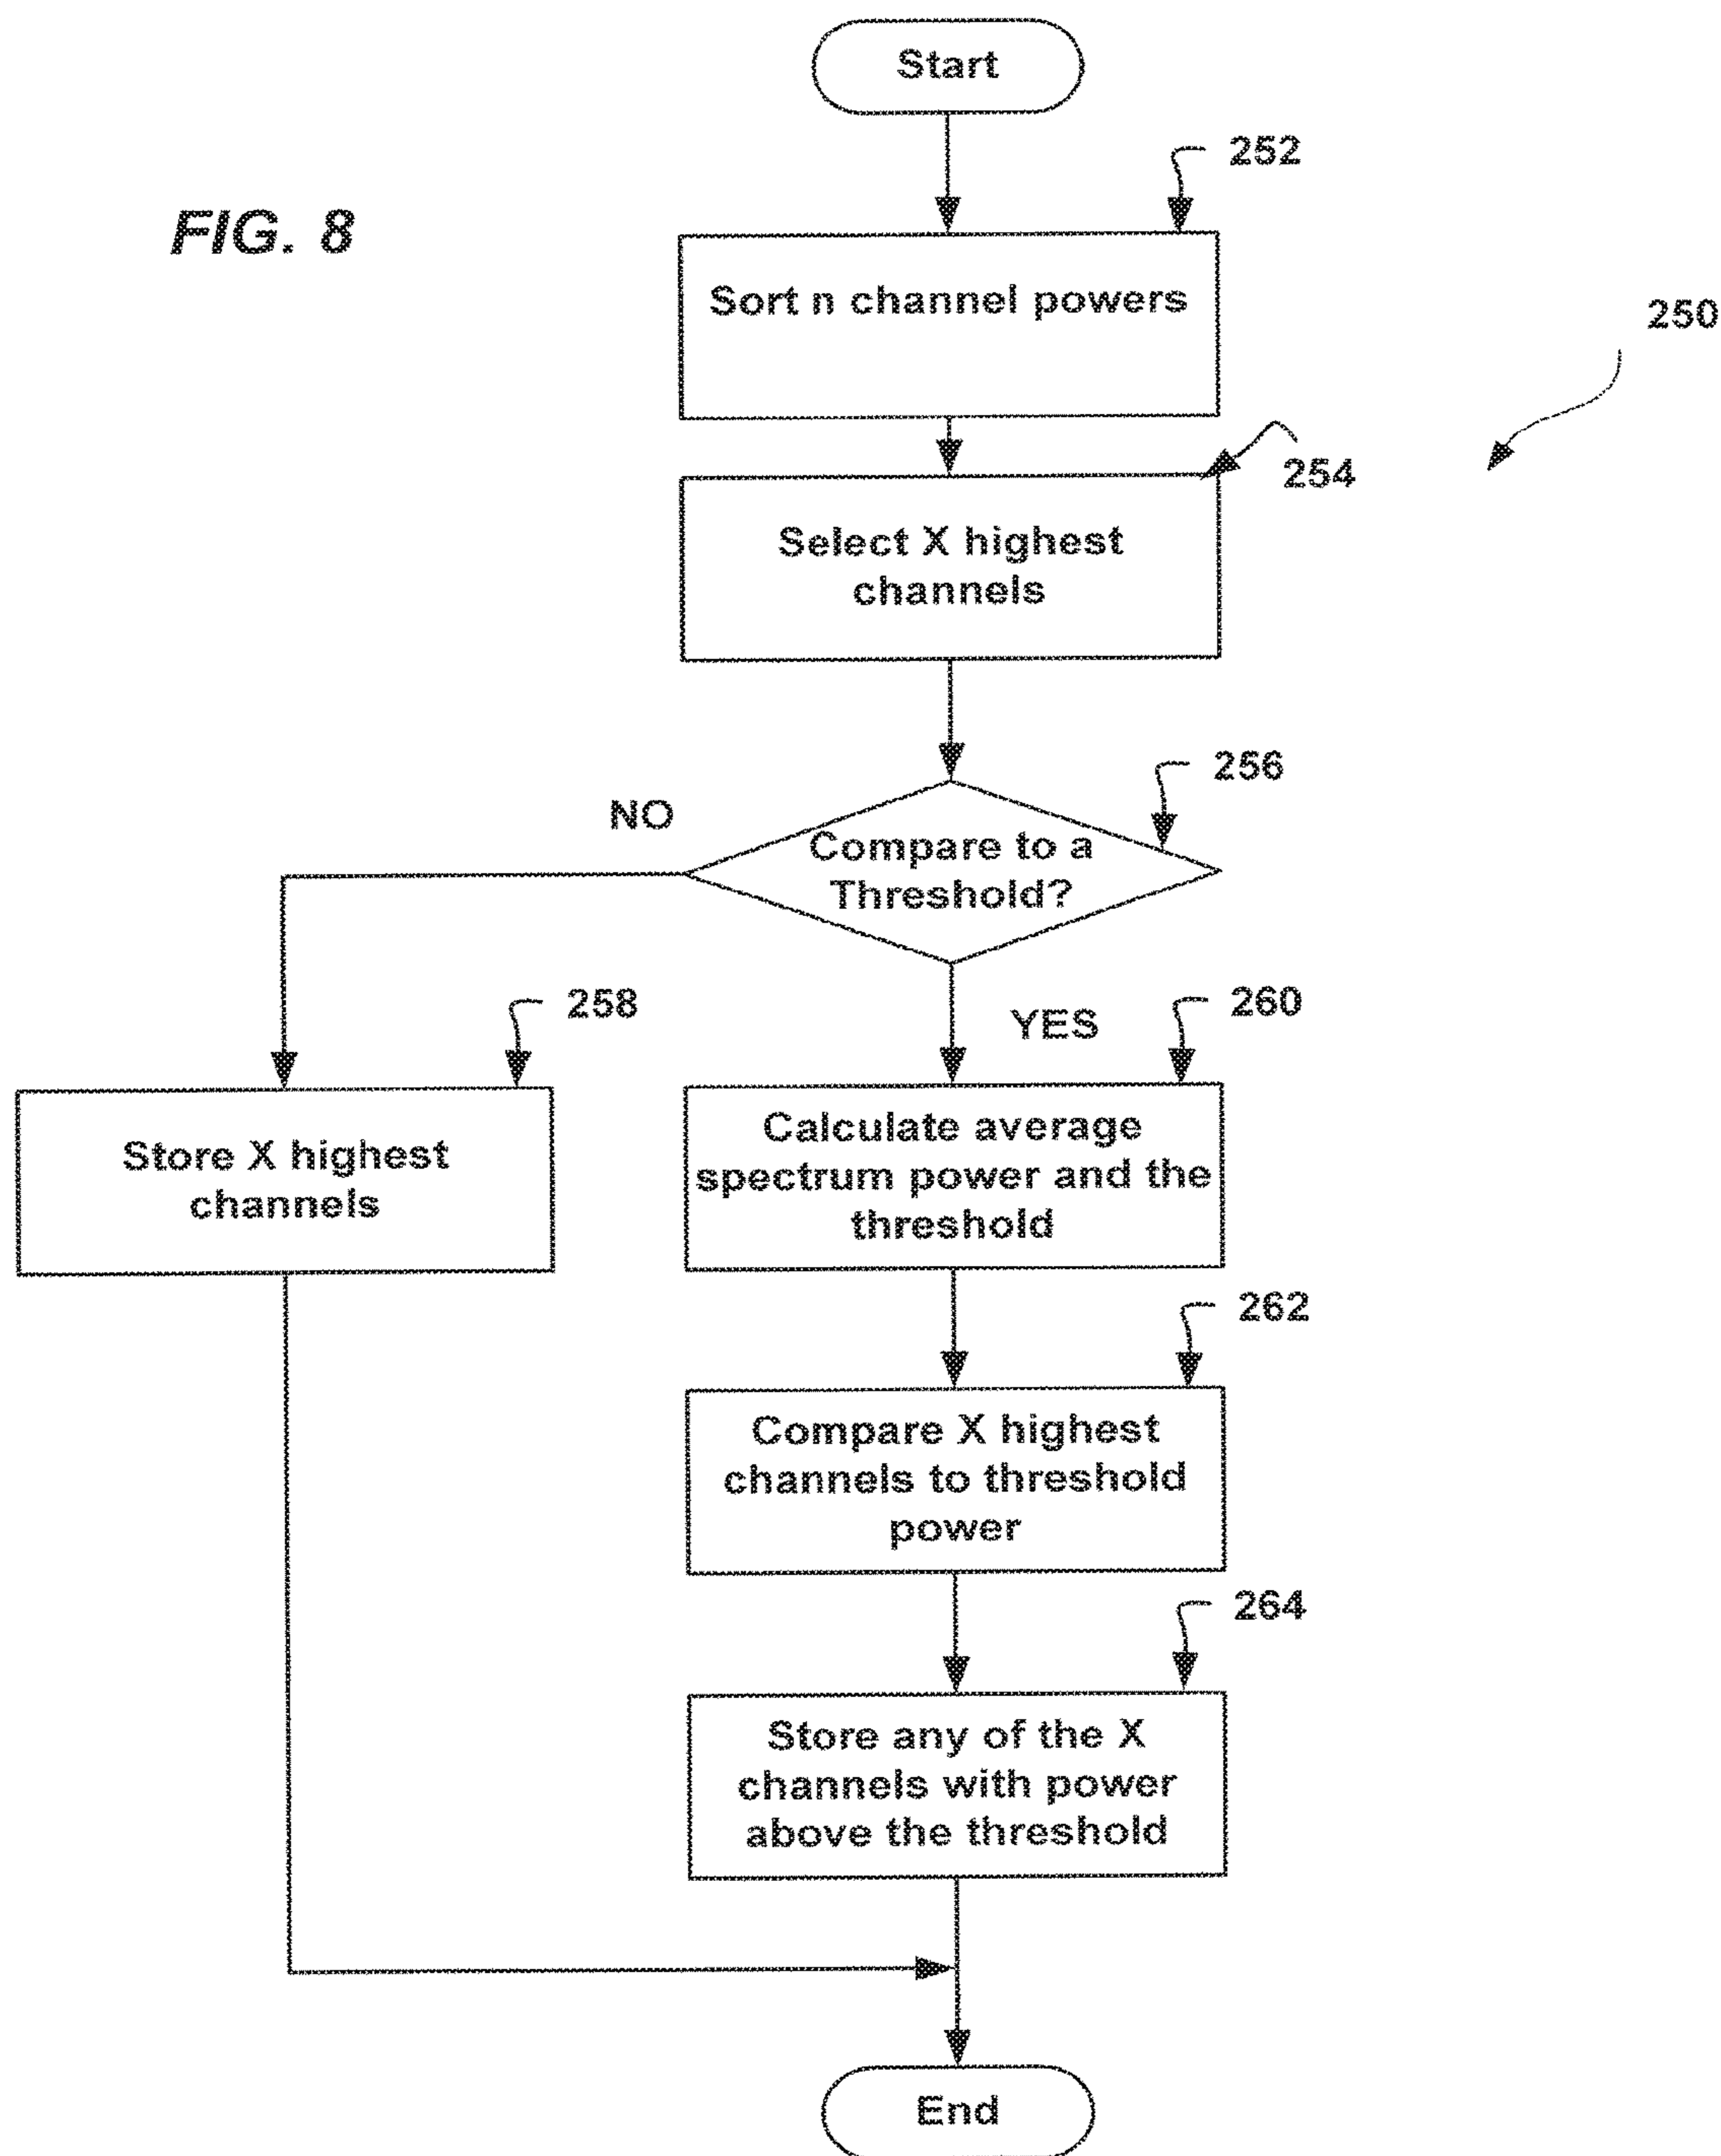 Start
252
FIG. 8
Sort n channel powers
250
254
Select X highest
channels
256
NO
Compare to a
Threshold?
258
YES
260
Store X highest
channels
Calculate average
spectrum power and the
threshold
262
Compare X highest
channels to threshold
power
264
Store any of the X
channels with power
above the threshold
End